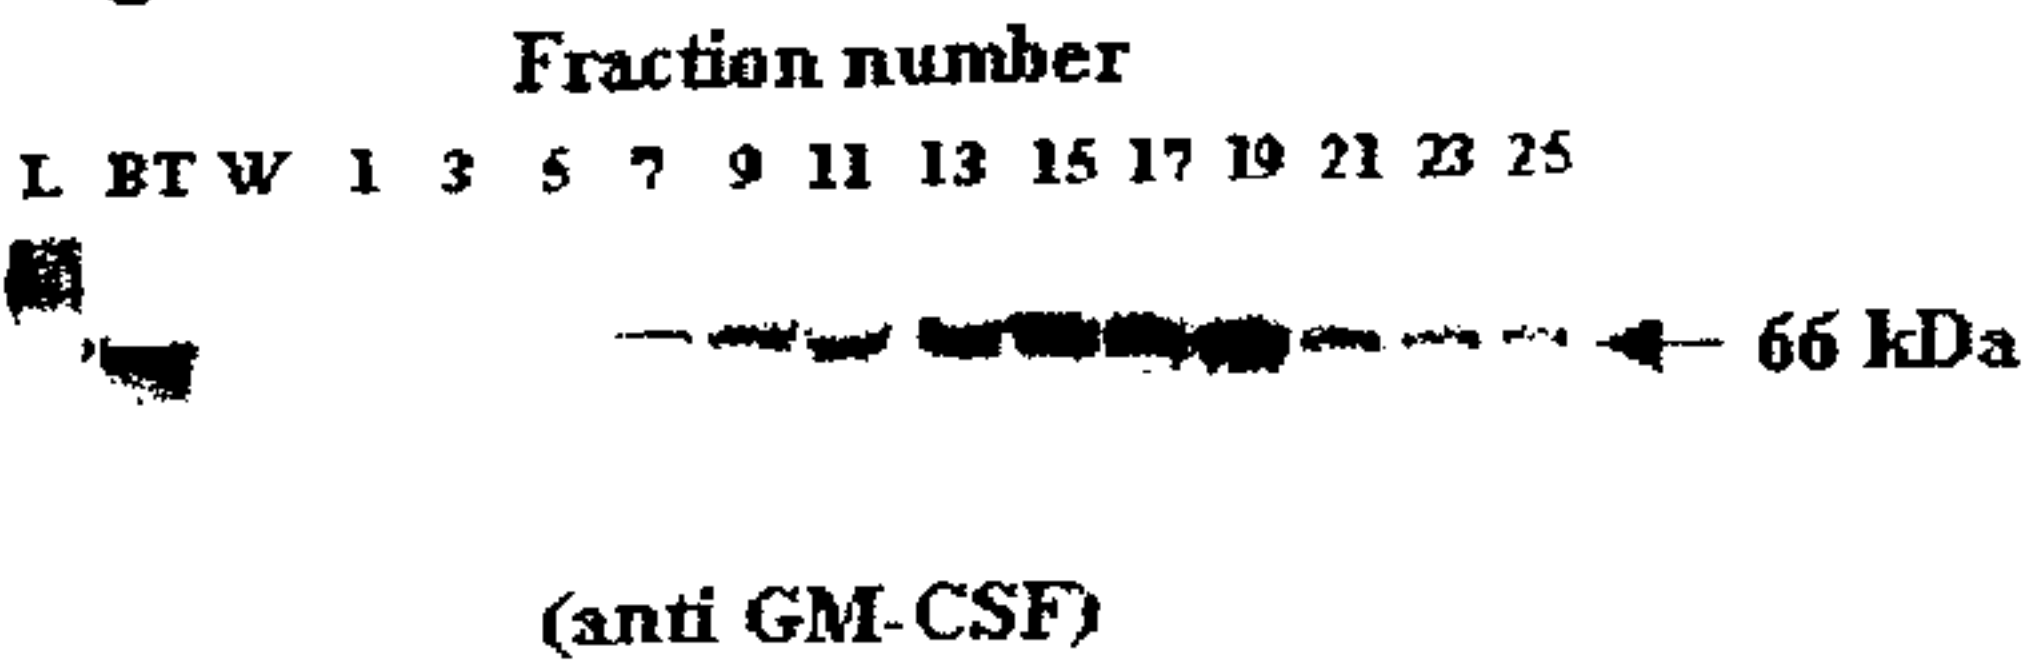 Fraction number
L BT W 1 3 5 7 9 11 13 15 17 19 21 23 25
66 kDa
(anti GM-CSF)